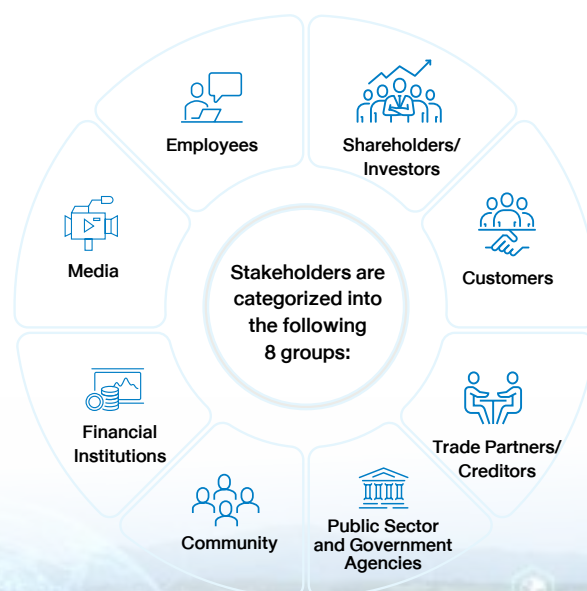 Stakeholders are
categorized into
the following
8 groups:
Employees
Shareholders/
Investors
Customers
Trade Partners/
Creditors
Public Sector
and Government
Agencies
Community
Financial
Institutions
Media